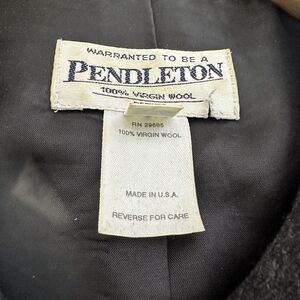 WARRANTED TO BE A
PENDLETON
100% VIRGIN WOOL
RN 29685
100% VIRGIN WOOL
MADE IN U.S.A.
REVERSE FOR CARE